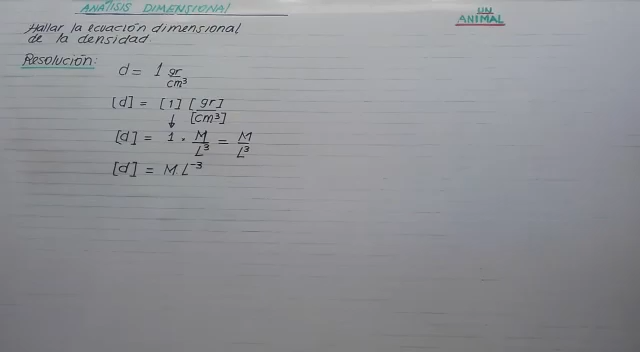 ANÁLISIS DIMENSIONAL
UN
ANIMAL
Hallar la ecuación dimensional
de la densidad
Resolución:
d = 1 gr/cm³
[d] = [1] [gr]/[cm³]
↓
[d] = 1 . M/L³ = M/L³
[d] = M L⁻³